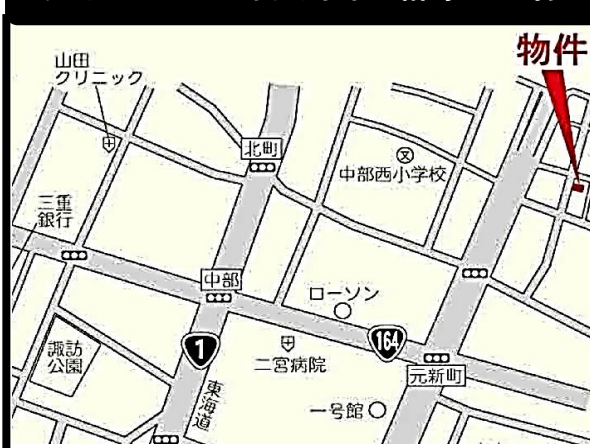 物件
山田
クリニック
北町
中部西小学校
三重
銀行
中部
ローソン
1
164
諏訪
公園
二宮病院
元新町
東海道
一号館